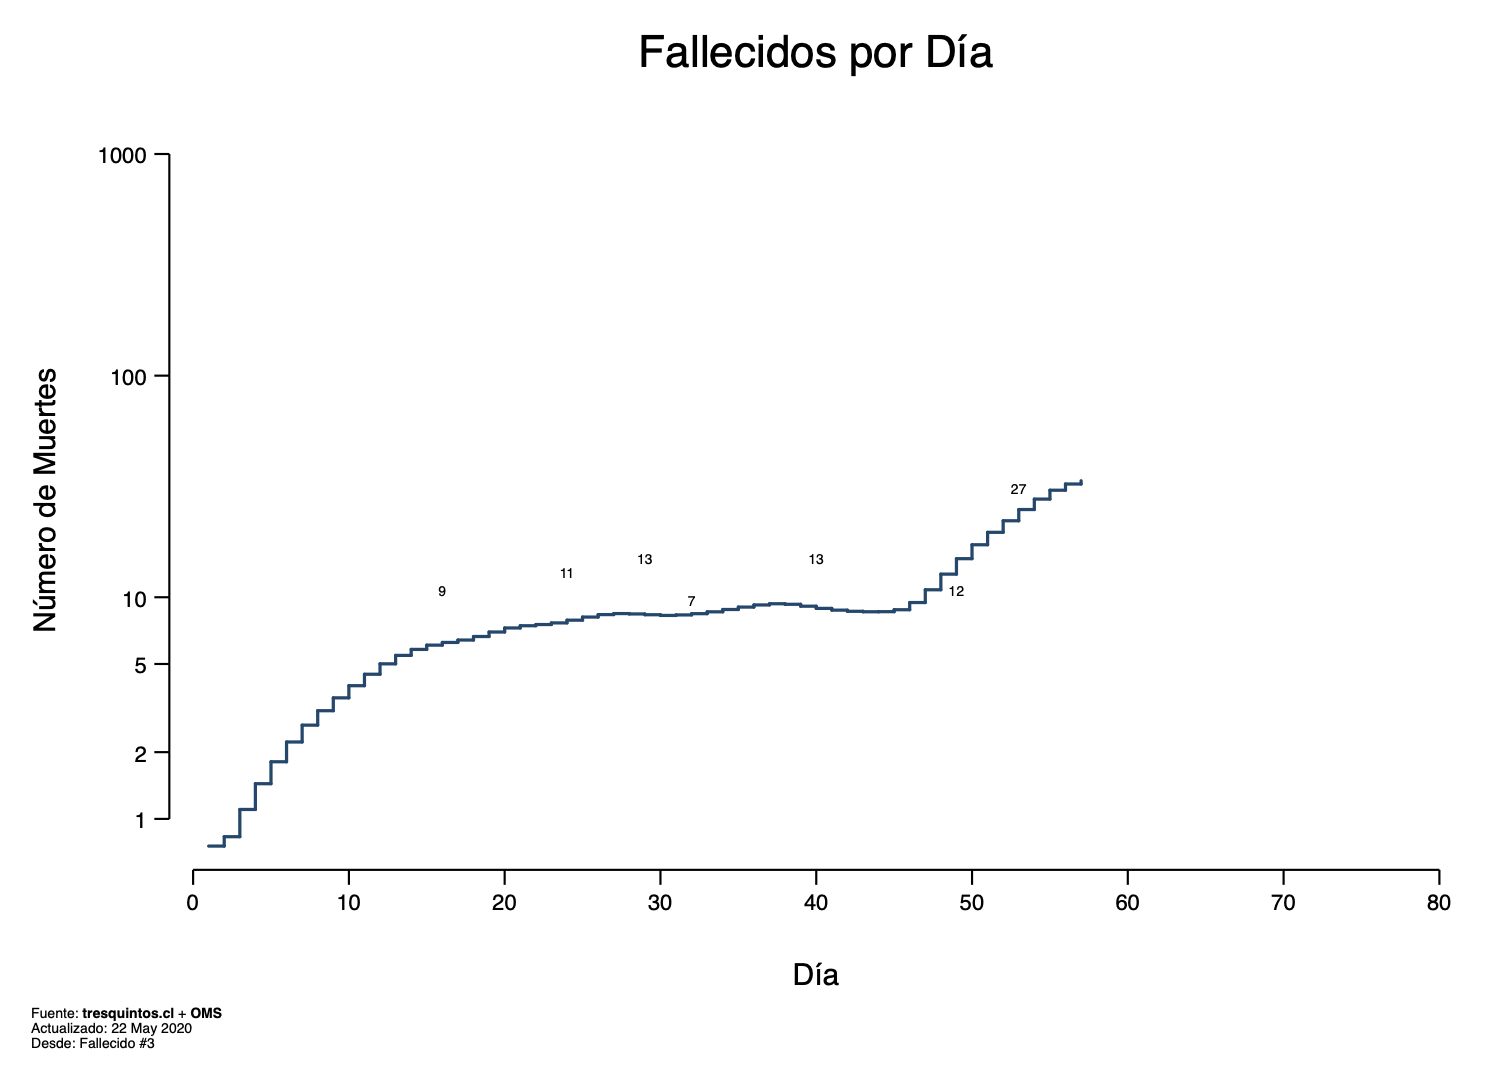 Fallecidos por Día
Número de Muertes
1000
100
10
5
2
1
9
11
13
7
13
12
27
0 10 20 30 40 50 60 70 80
Día
Fuente: tresquintos.cl + OMS
Actualizado: 22 May 2020
Desde: Fallecido #3